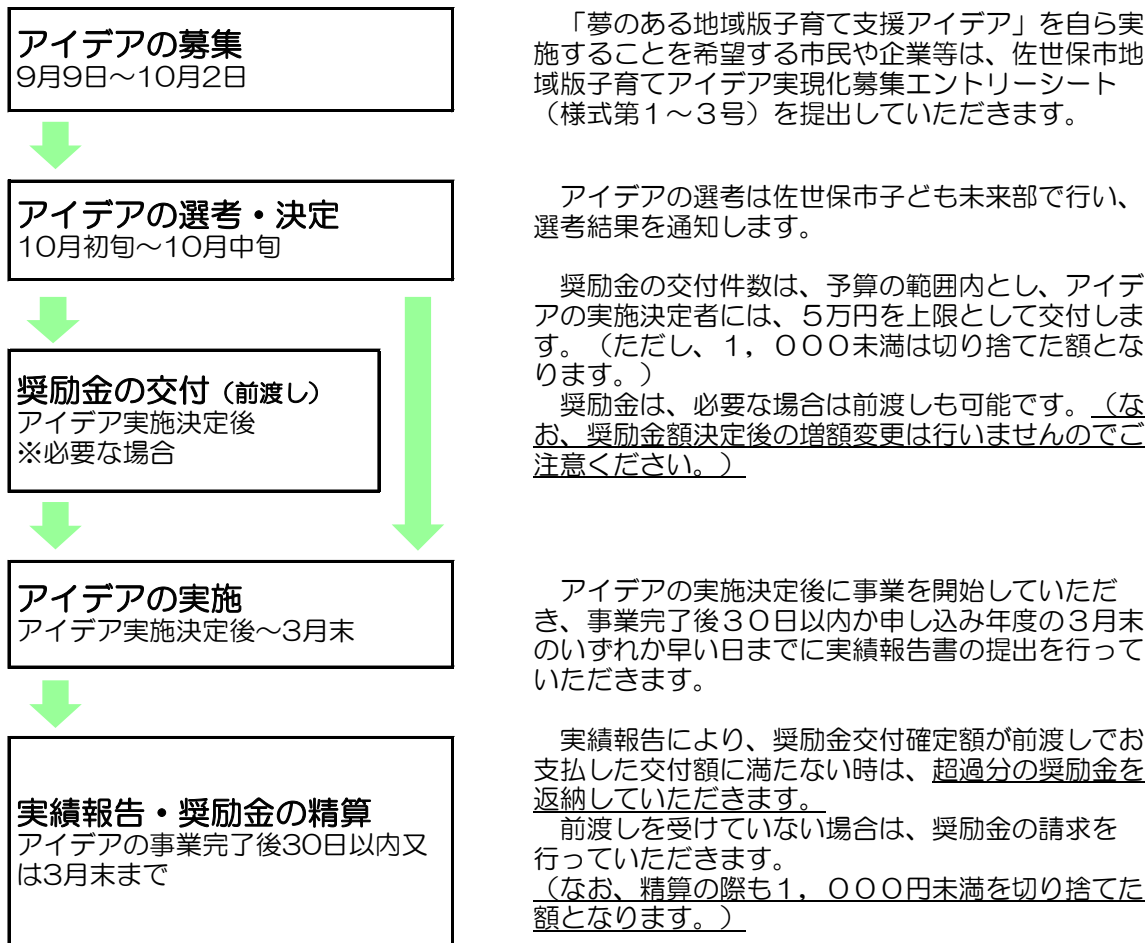 アイデアの募集
9月9日～10月2日
「夢のある地域版子育て支援アイデア」を自ら実
施することを希望する市民や企業等は、佐世保市地
域版子育てアイデア実現化募集エントリーシート
（様式第１～３号）を提出していただきます。
アイデアの選考・決定
10月初旬～10月中旬
アイデアの選考は佐世保市子ども未来部で行い、
選考結果を通知します。
奨励金の交付件数は、予算の範囲内とし、アイデ
アの実施決定者には、５万円を上限として交付しま
す。（ただし、１，０００未満は切り捨てた額とな
ります。）
奨励金は、必要な場合は前渡しも可能です。（な
お、奨励金額決定後の増額変更は行いませんのでご
注意ください。）
奨励金の交付（前渡し）
アイデア実施決定後
※必要な場合
アイデアの実施
アイデア実施決定後～3月末
アイデアの実施決定後に事業を開始していただ
き、事業完了後３０日以内か申し込み年度の３月末
のいずれか早い日までに実績報告書の提出を行って
いただきます。
実績報告・奨励金の精算
アイデアの事業完了後30日以内又
は3月末まで
実績報告により、奨励金交付確定額が前渡しでお
支払した交付額に満たない時は、超過分の奨励金を
返納していただきます。
前渡しを受けていない場合は、奨励金の請求を
行っていただきます。
（なお、精算の際も１，０００円未満を切り捨てた
額となります。）